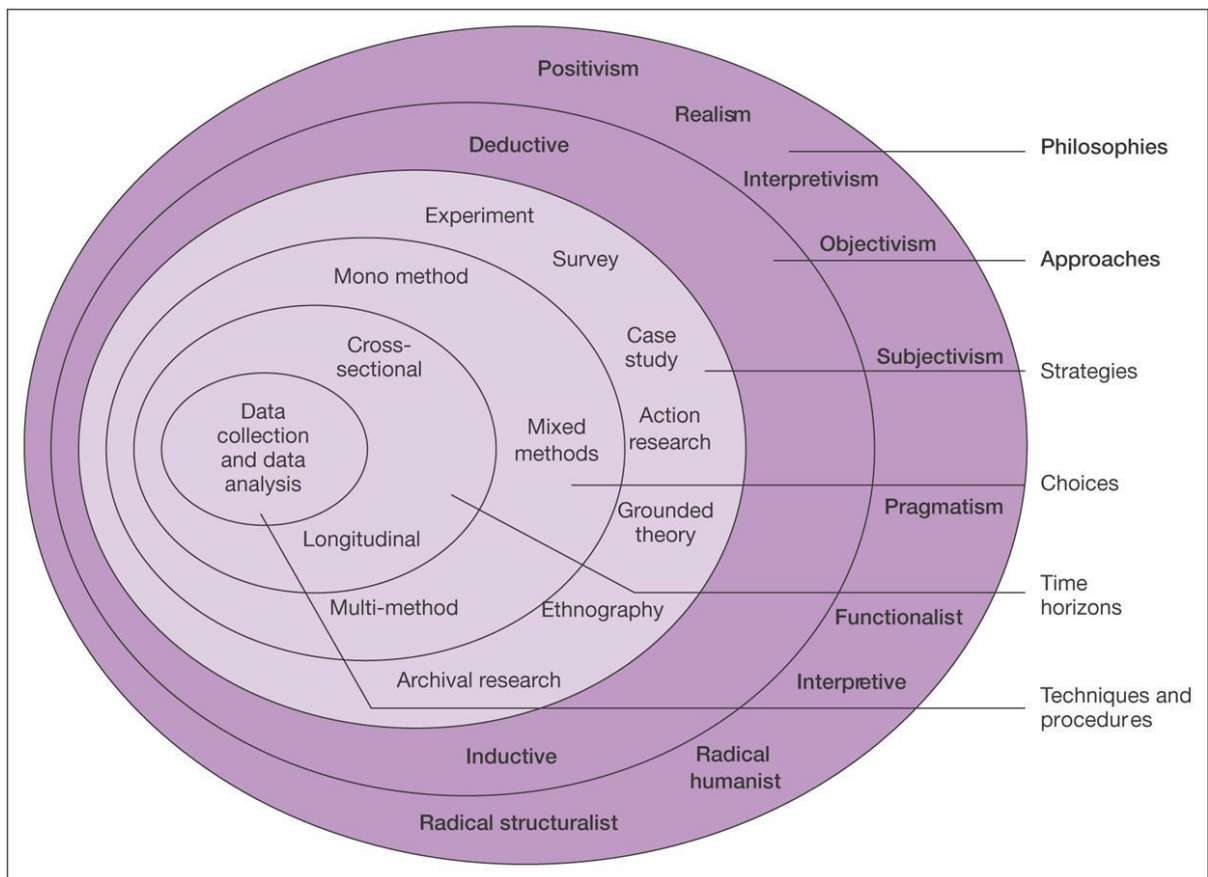 Positivism
Realism
Philosophies
Deductive
Interpretivism
Experiment
Objectivism
Survey
Approaches
Mono method
Case
study
Cross-
sectional
Subjectivism
Strategies
Data
collection
and data
analysis
Mixed
methods
Action
research
Choices
Pragmatism
Grounded
theory
Longitudinal
Time
horizons
Multi-method
Ethnography
Functionalist
Archival research
Interpretive
Techniques and
procedures
Inductive
Radical
humanist
Radical structuralist